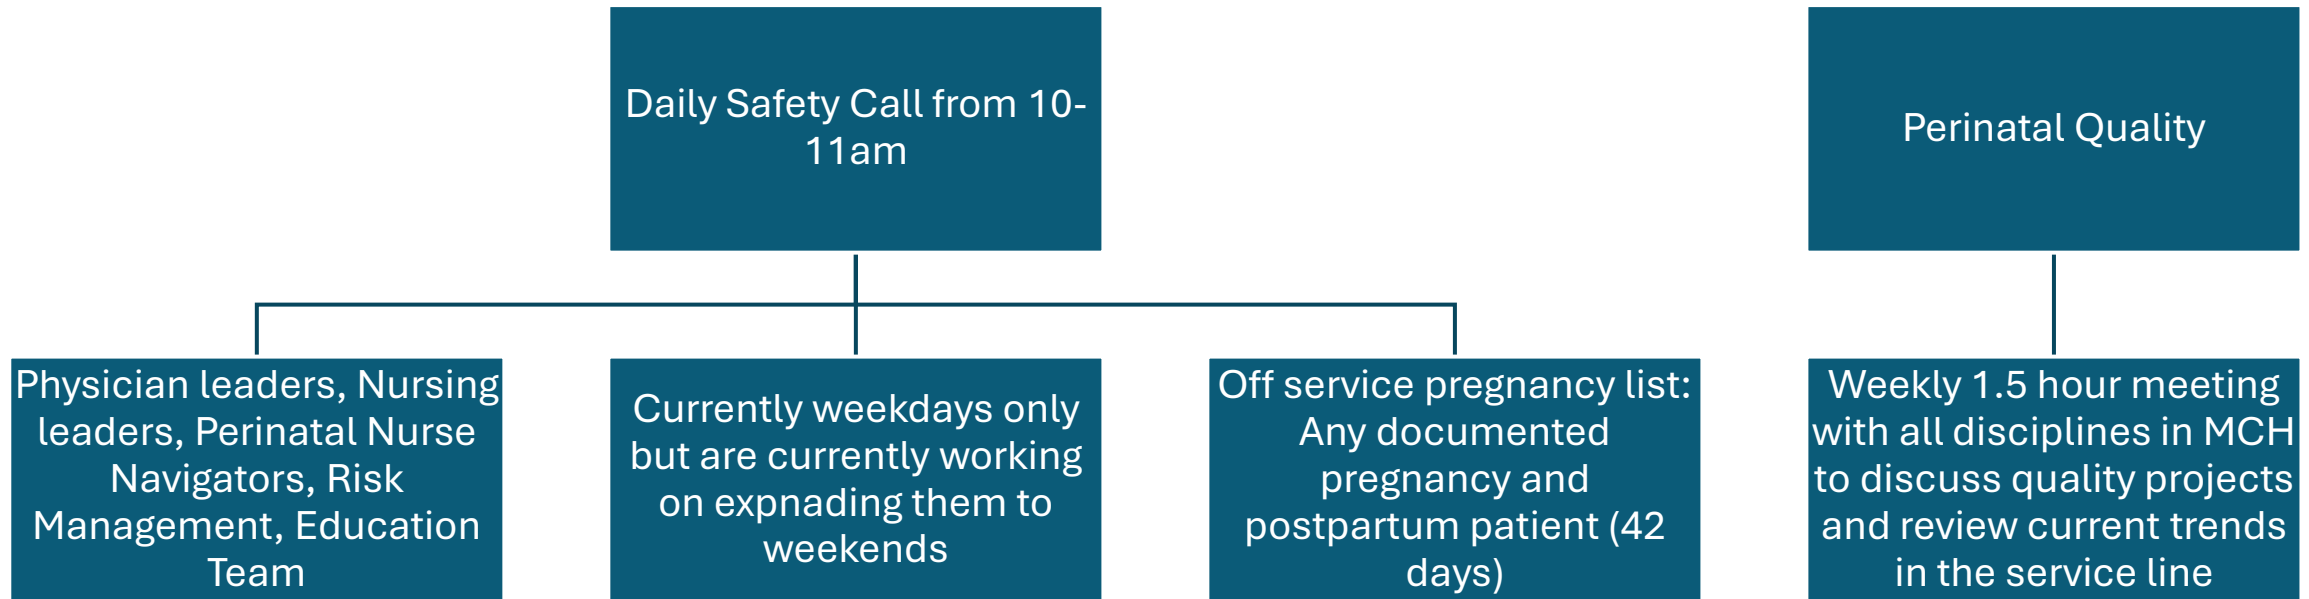 Daily Safety Call from 10-
11am
Perinatal Quality
Physician leaders, Nursing
leaders, Perinatal Nurse
Navigators, Risk
Management, Education
Team
Currently weekdays only
but are currently working
on expnading them to
weekends
Off service pregnancy list:
Any documented
pregnancy and
postpartum patient (42
days)
Weekly 1.5 hour meeting
with all disciplines in MCH
to discuss quality projects
and review current trends
in the service line